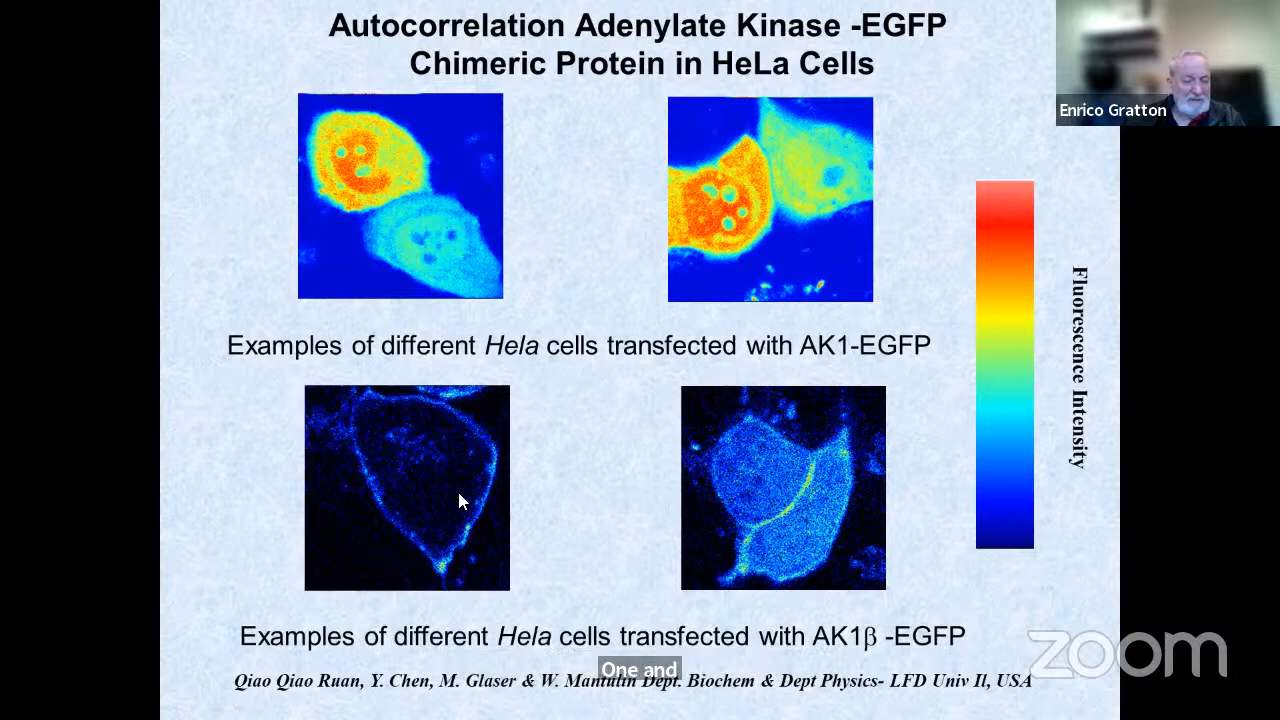 Autocorrelation Adenylate Kinase -EGFP
Chimeric Protein in HeLa Cells
Enrico Gratton
Fluorescence Intensity
Examples of different Hela cells transfected with AK1-EGFP
Examples of different Hela cells transfected with AK1β -EGFP
One and
Qiao Qiao Ruan, Y. Chen, M. Glaser & W. Mantulin Dept. Biochem & Dept Physics- LFD Univ Il, USA
zoom